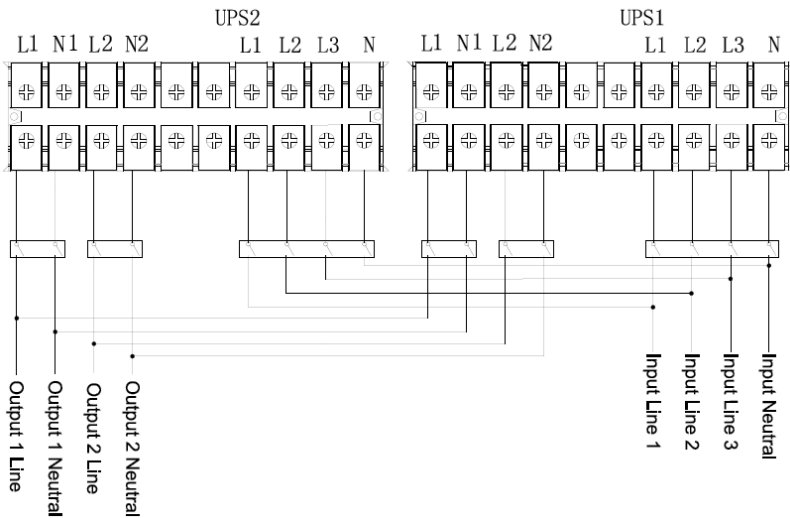 UPS2
UPS1
L1 N1 L2 N2 L1 L2 L3 N
L1 N1 L2 N2 L1 L2 L3 N
Output 1 Line
Output 1 Neutral
Output 2 Line
Output 2 Neutral
Input Line 1
Input Line 2
Input Line 3
Input Neutral